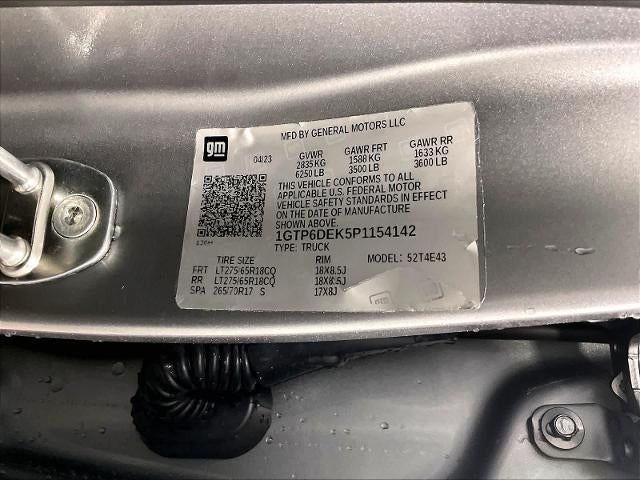 MFD BY GENERAL MOTORS LLC
gm
04/23 GVWR GAWR FRT GAWR RR
2835 KG 1588 KG 1633 KG
6250 LB 3500 LB 3600 LB
THIS VEHICLE CONFORMS TO ALL
APPLICABLE U.S. FEDERAL MOTOR
VEHICLE SAFETY STANDARDS IN EFFECT
ON THE DATE OF MANUFACTURE
SHOWN ABOVE.
1GTP6DEK5P1154142
TYPE: TRUCK
TIRE SIZE RIM MODEL: 52T4E43
FRT LT275/65R18CQ 18X8.5J
RR LT275/65R18CQ 18X8.5J
SPA 265/70R17 S 17X8J